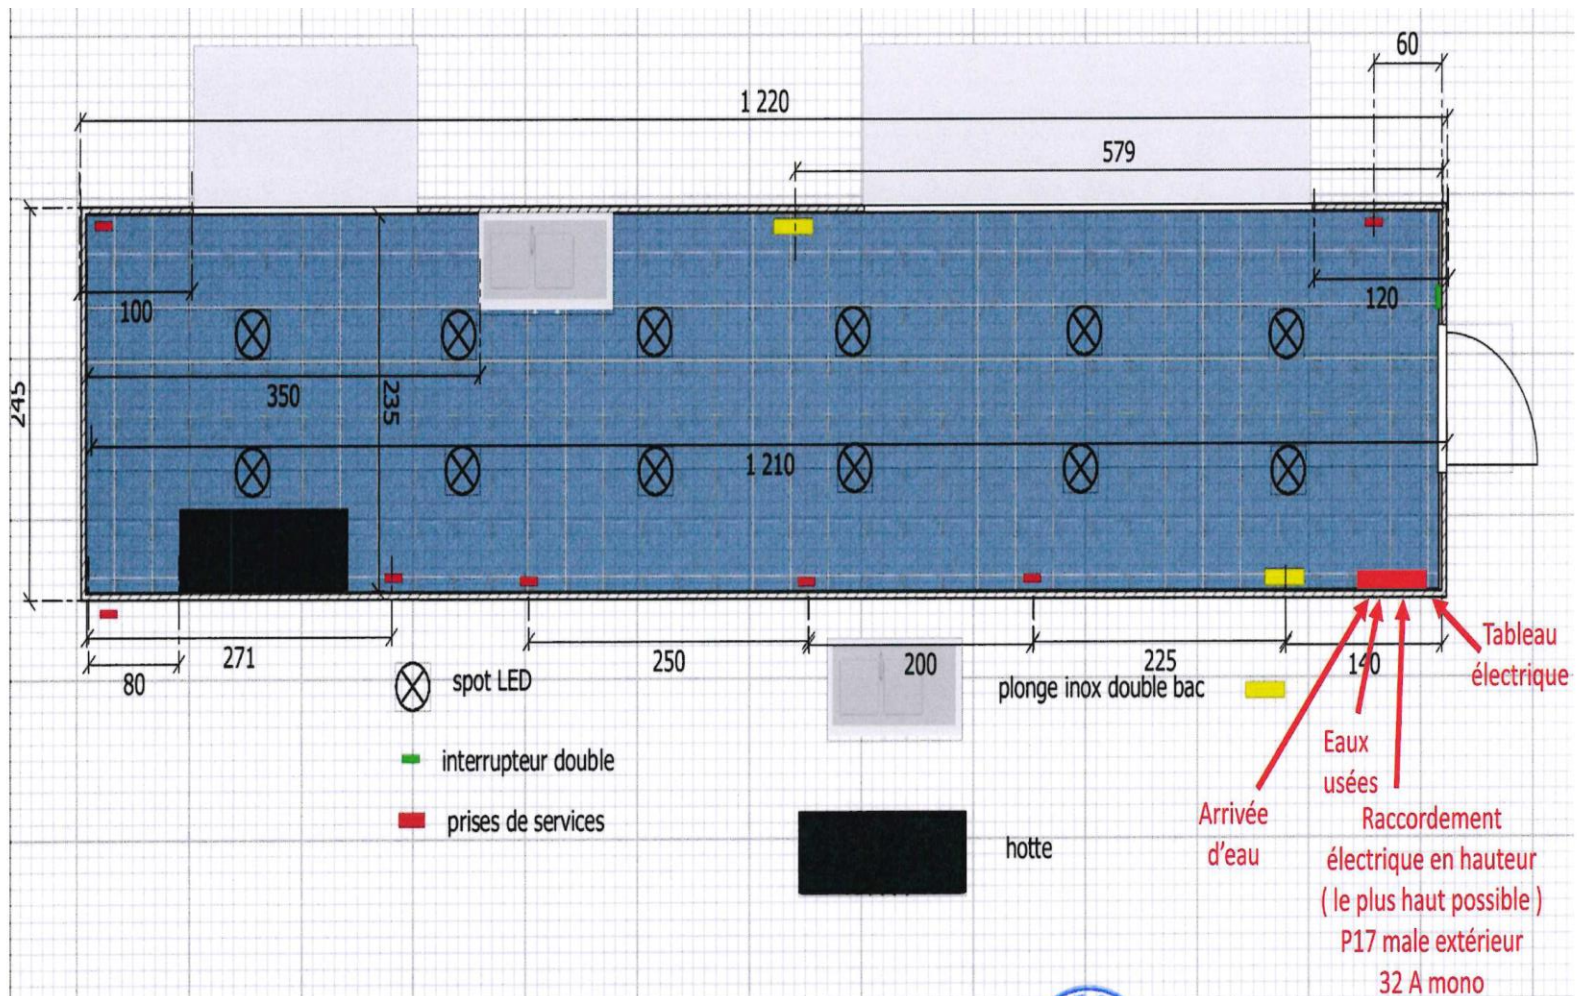 60
1 220
579
100
120
350
235
245
1 210
271
250
200
225
140
80
spot LED
plonge inox double bac
interrupteur double
prises de services
hotte
Tableau
électrique
Eaux
usées
Arrivée
d'eau
Raccordement
électrique en hauteur
( le plus haut possible )
P17 male extérieur
32 A mono